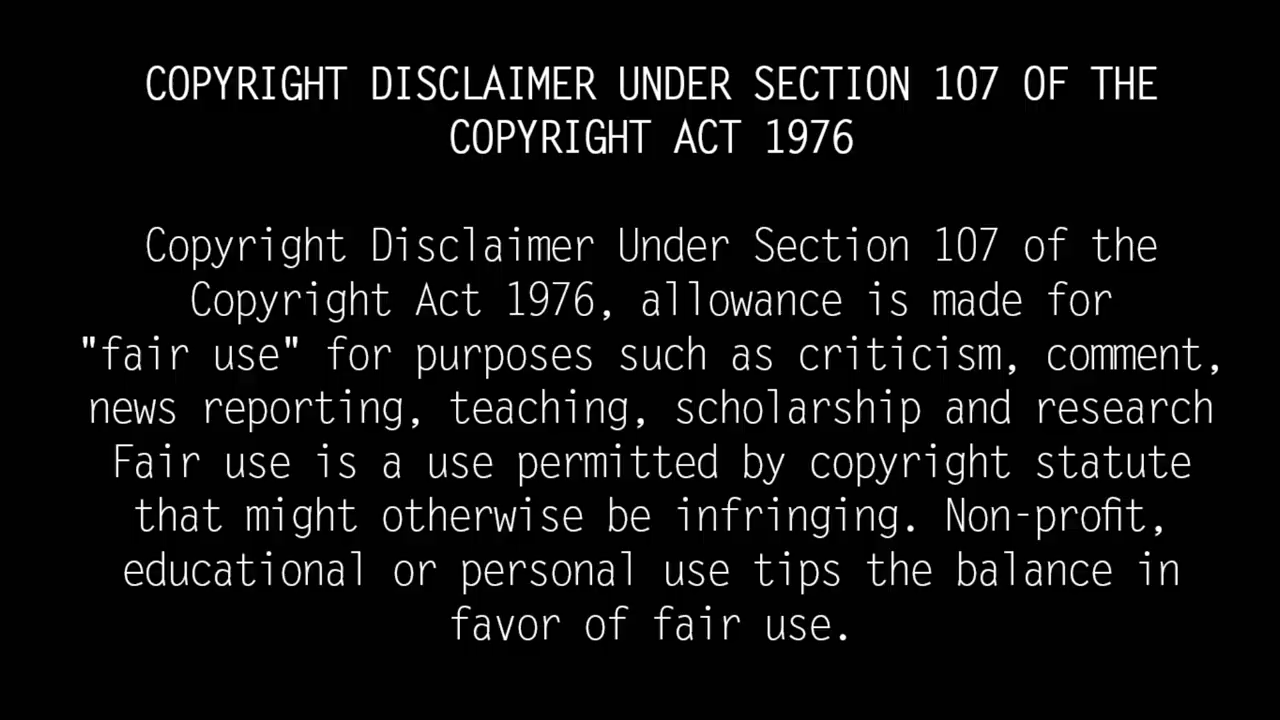 COPYRIGHT DISCLAIMER UNDER SECTION 107 OF THE
COPYRIGHT ACT 1976
Copyright Disclaimer Under Section 107 of the
Copyright Act 1976, allowance is made for
"fair use" for purposes such as criticism, comment,
news reporting, teaching, scholarship and research
Fair use is a use permitted by copyright statute
that might otherwise be infringing. Non-profit,
educational or personal use tips the balance in
favor of fair use.